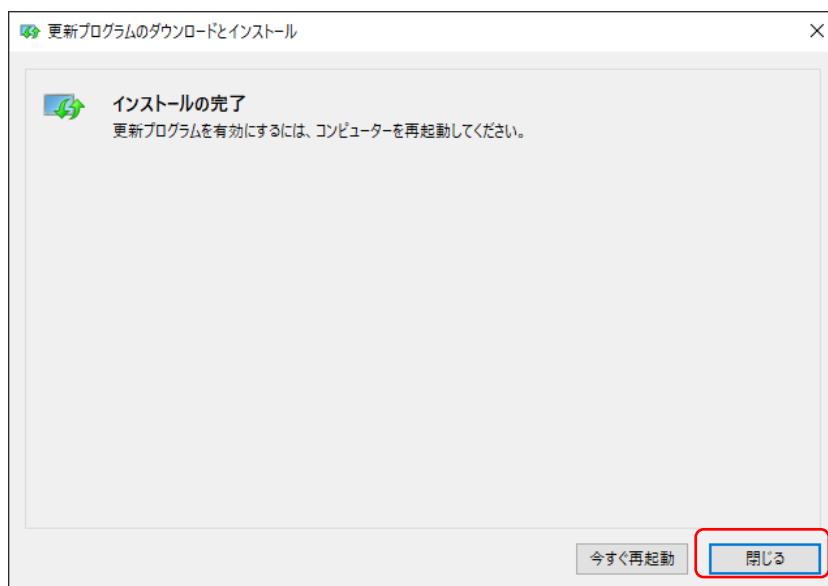 更新プログラムのダウンロードとインストール
インストールの完了
更新プログラムを有効にするには、コンピューターを再起動してください。
今すぐ再起動
閉じる